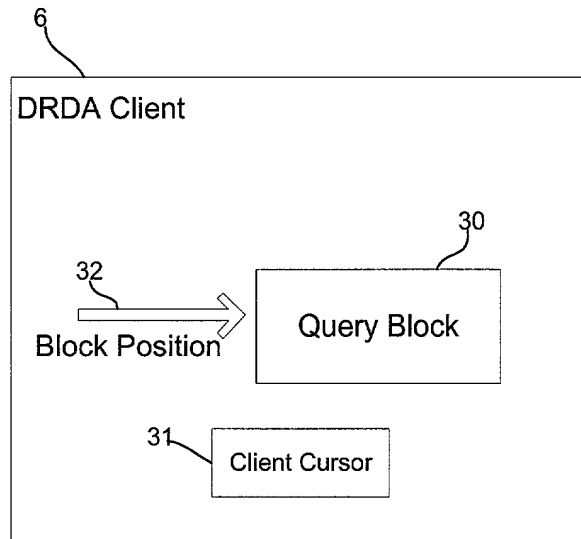 6
DRDA Client
30
32
Query Block
Block Position
31
Client Cursor